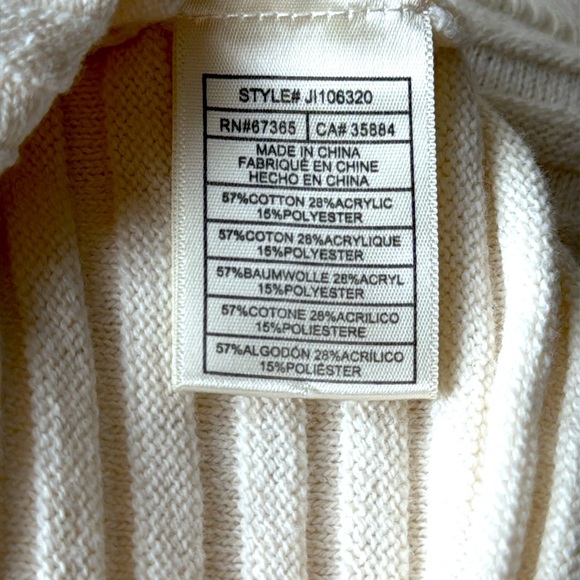 STYLE# JI106320
RN#67365 CA# 35884
MADE IN CHINA
FABRIQUÉ EN CHINE
HECHO EN CHINA
57%COTTON 28%ACRYLIC
15%POLYESTER
57%COTON 28%ACRYLIQUE
15%POLYESTER
57%BAUMWOLLE 28%ACRYL
15%POLYESTER
57%COTONE 28%ACRILICO
15%POLIESTERE
57%ALGODÓN 28%ACRÍLICO
15%POLIÉSTER